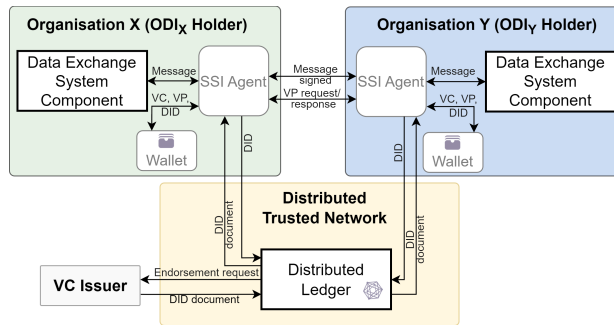 Organisation X (ODIX Holder)
Organisation Y (ODIY Holder)
Data Exchange
System
Component
Message
SSI Agent
VC, VP,
DID
Wallet
Message
signed
VP request/
response
SSI Agent
Message
Data Exchange
System
Component
VC, VP,
DID
Wallet
DID
document
DID
DID
DID
document
Distributed
Trusted Network
Distributed
Ledger
VC Issuer
Endorsement request
DID document